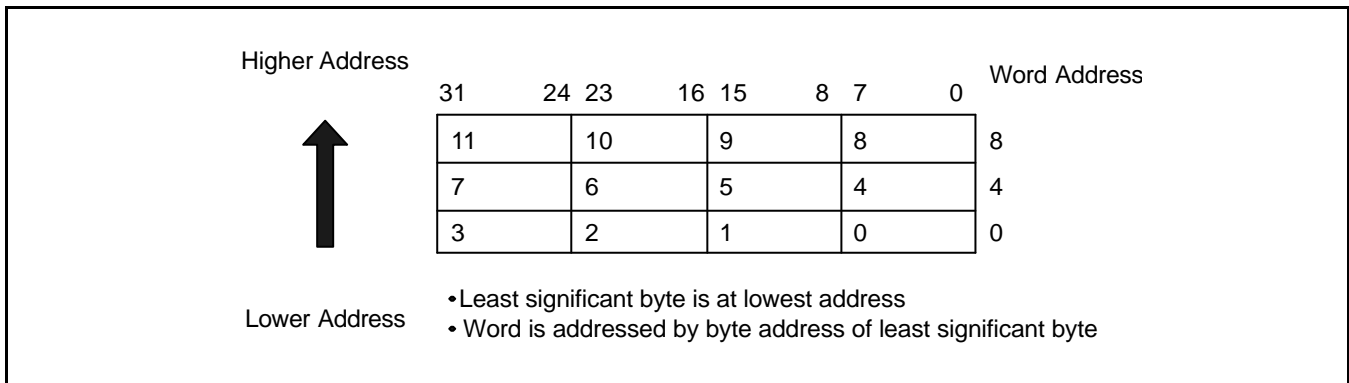 Higher Address
31 24 23 16 15 8 7 0 Word Address
11 10 9 8 8
7 6 5 4 4
3 2 1 0 0
Lower Address
•Least significant byte is at lowest address
• Word is addressed by byte address of least significant byte